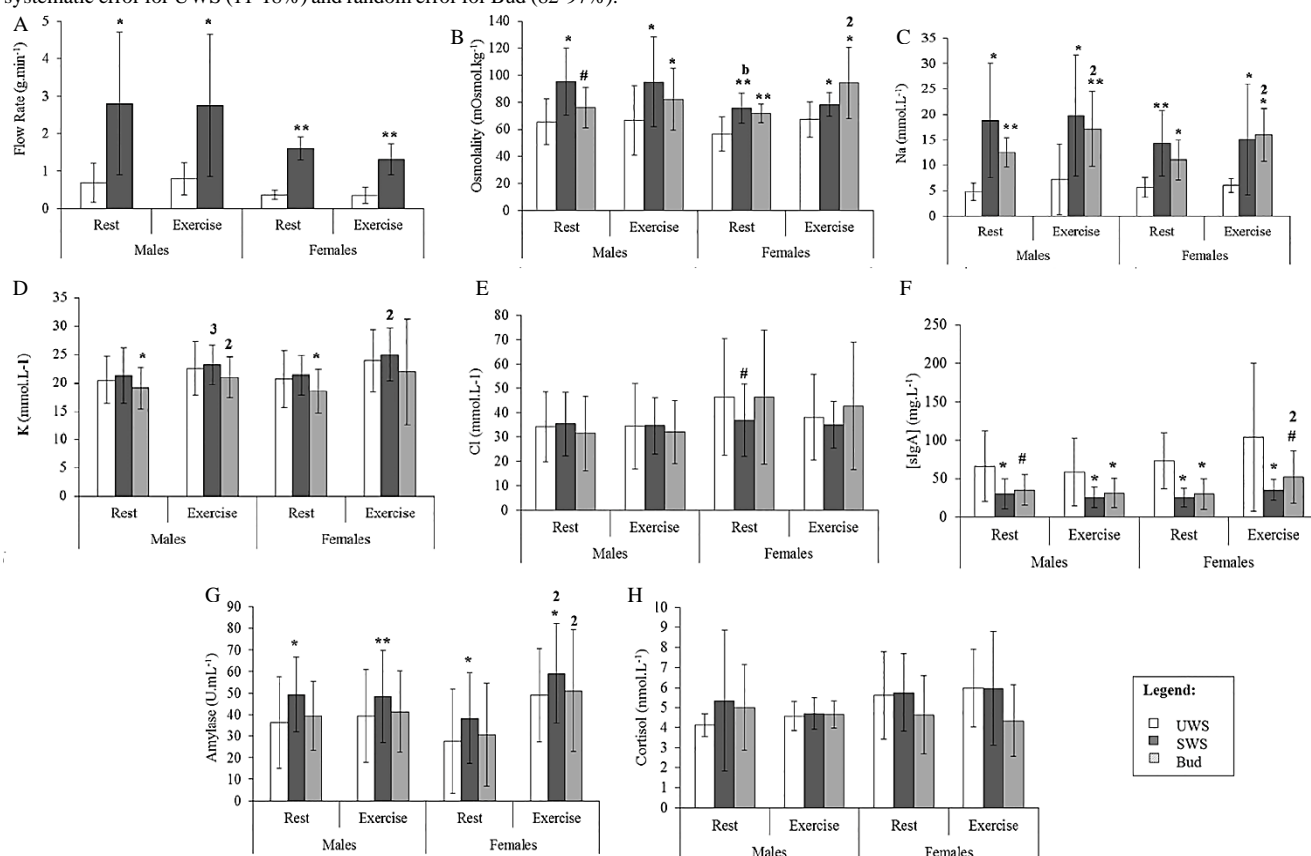 systematic error for UWS (11-18%) and random error for Bud (82-97%).
A
Flow Rate (g.min-1)
5
4
3
2
1
0
* * ** **
Rest Exercise Rest Exercise
Males Females
B
Osmolality (mOsmol.kg-1)
140
120
100
80
60
40
20
0
* # * * b ** ** * 2 *
Rest Exercise Rest Exercise
Males Females
C
Na (mmol.L-1)
35
30
25
20
15
10
5
0
* ** * 2 ** ** * * 2 *
Rest Exercise Rest Exercise
Males Females
D
K (mmol.L-1)
35
30
25
20
15
10
5
0
* 3 2 * 2
Rest Exercise Rest Exercise
Males Females
E
Cl (mmol.L-1)
80
70
60
50
40
30
20
10
0
#
Rest Exercise Rest Exercise
Males Females
F
[sIgA] (mg.L-1)
250
200
150
100
50
0
* # * * * * * 2 #
Rest Exercise Rest Exercise
Males Females
G
Amylase (U.mL-1)
90
80
70
60
50
40
30
20
10
0
* ** * 2 * 2
Rest Exercise Rest Exercise
Males Females
H
Cortisol (nmol.L-1)
10
9
8
7
6
5
4
3
2
1
0
Rest Exercise Rest Exercise
Males Females
Legend:
UWS
SWS
Bud